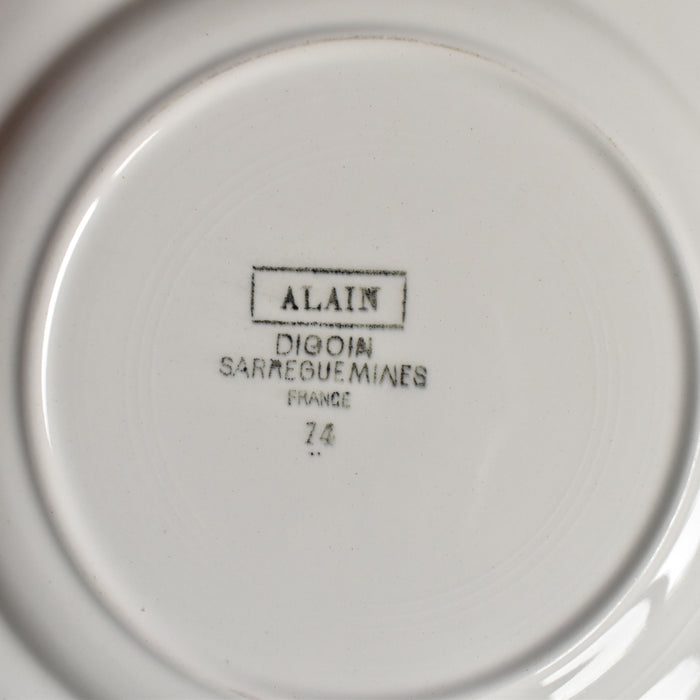 ALAIN
DIGOIN
SARREGUEMINES
FRANCE
74